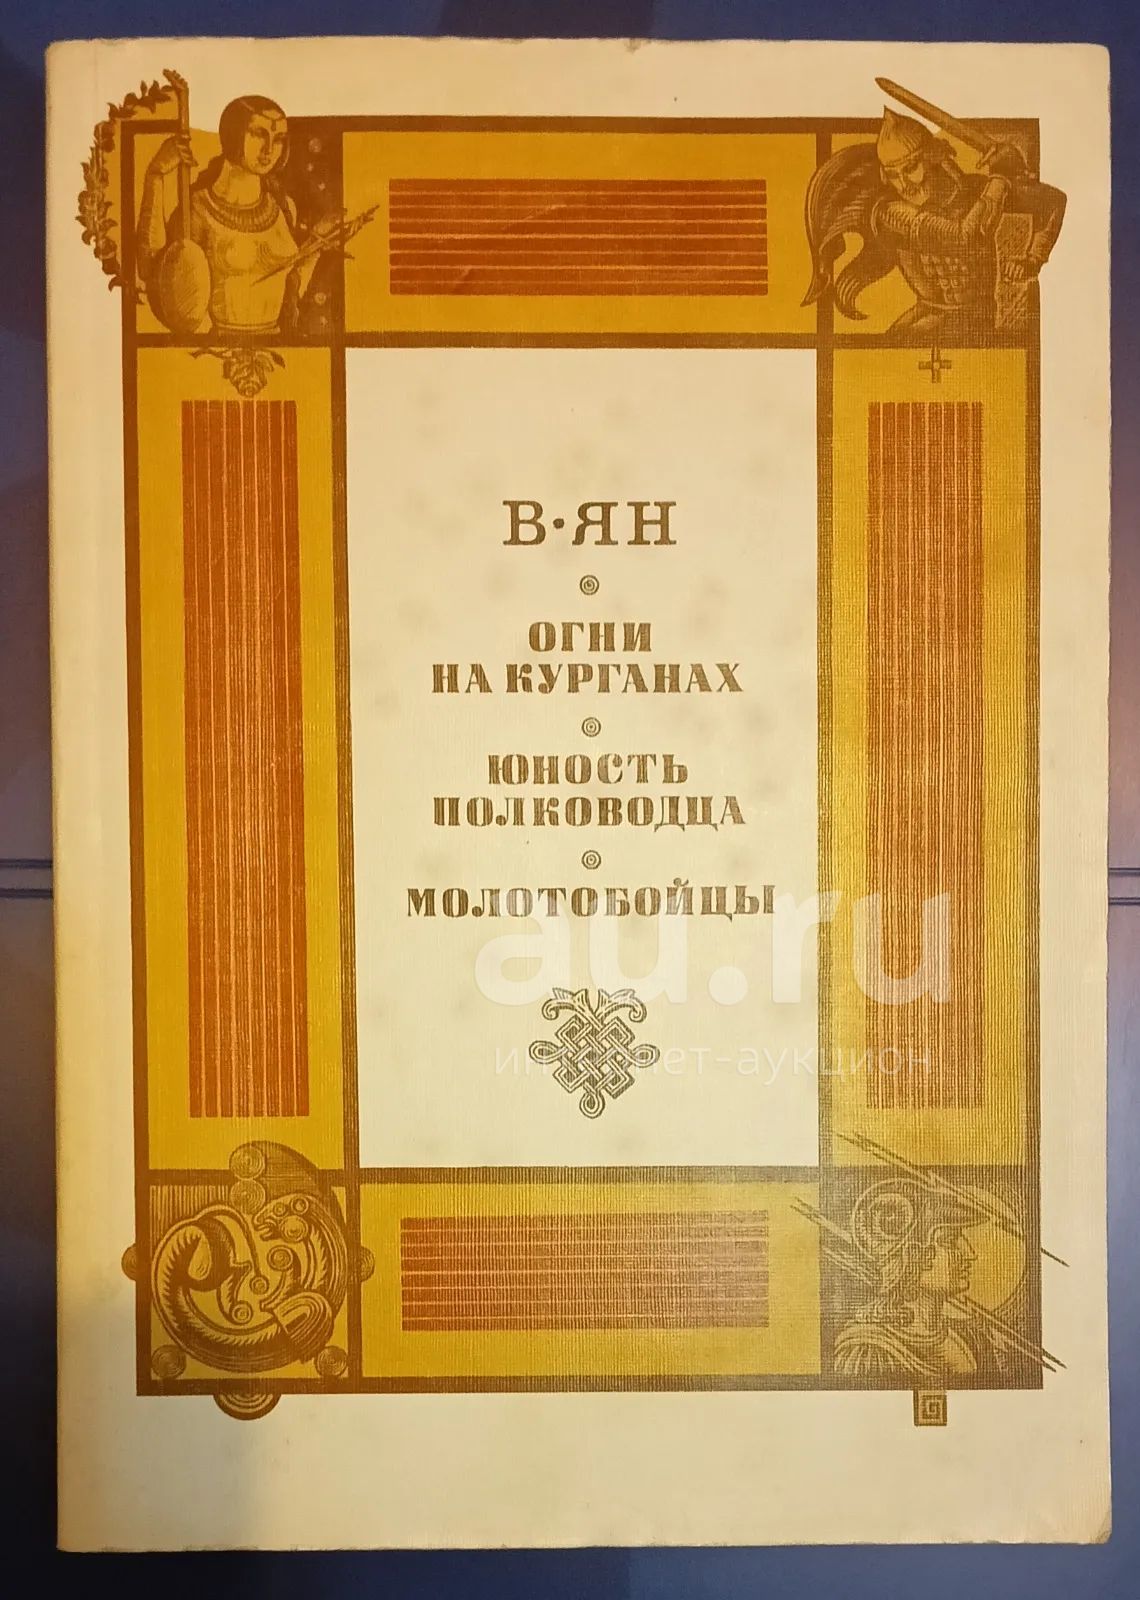 В·ЯН
ОГНИ
НА КУРГАНАХ
ЮНОСТЬ
ПОЛКОВОДЦА
МОЛОТОБОЙЦЫ
au.ru
интернет-аукцион